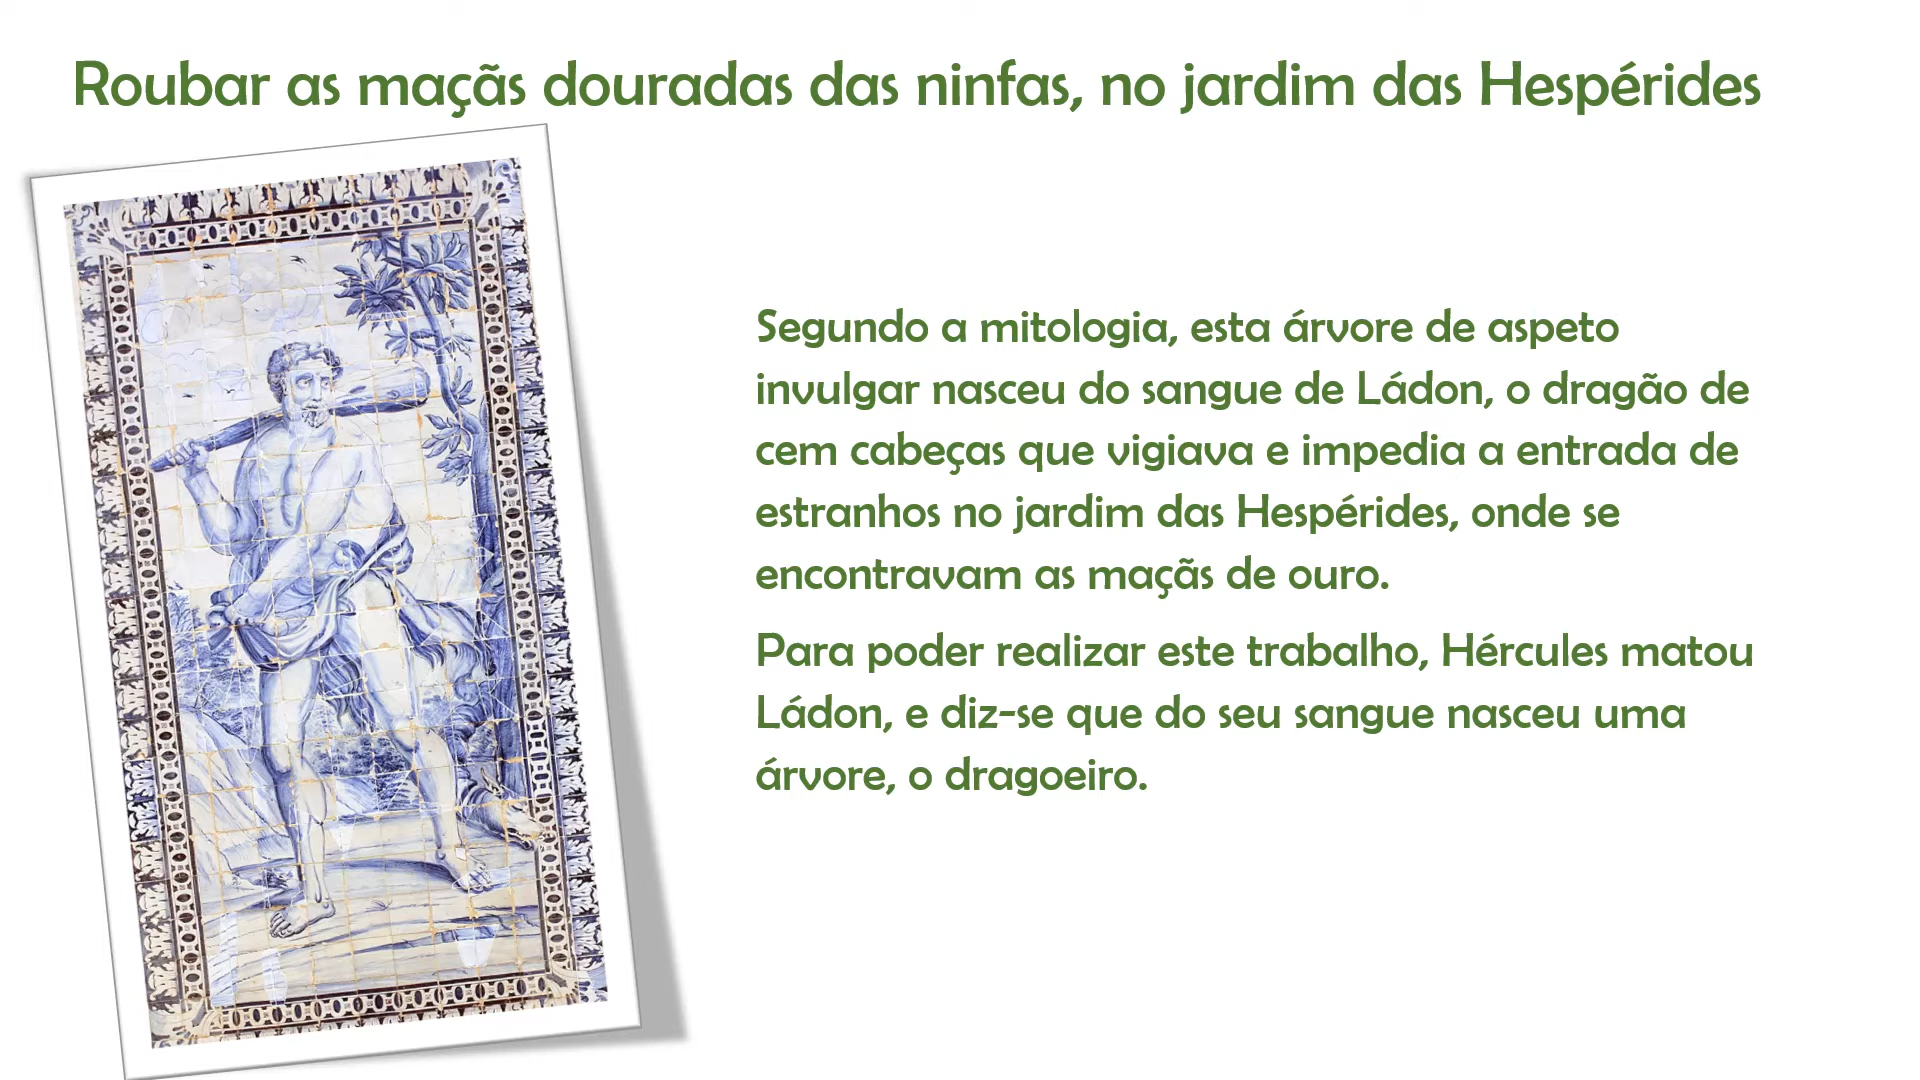 Roubar as maçãs douradas das ninfas, no jardim das Hespérides
Segundo a mitologia, esta árvore de aspeto
invulgar nasceu do sangue de Ládon, o dragão de
cem cabeças que vigiava e impedia a entrada de
estranhos no jardim das Hespérides, onde se
encontravam as maçãs de ouro.
Para poder realizar este trabalho, Hércules matou
Ládon, e diz-se que do seu sangue nasceu uma
árvore, o dragoeiro.